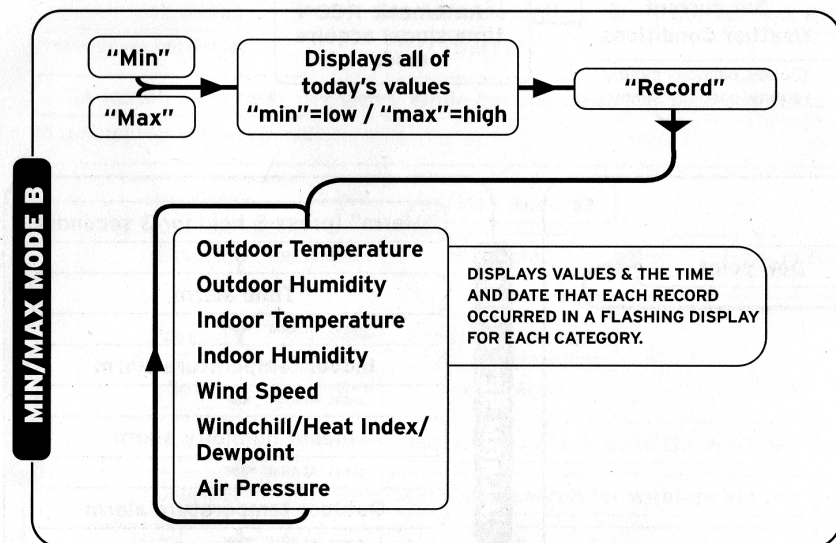 MIN/MAX MODE B
“Min”
“Max”
Displays all of
today’s values
“min”=low / “max”=high
“Record”
Outdoor Temperature
Outdoor Humidity
Indoor Temperature
Indoor Humidity
Wind Speed
Windchill/Heat Index/
Dewpoint
Air Pressure
DISPLAYS VALUES & THE TIME
AND DATE THAT EACH RECORD
OCCURRED IN A FLASHING DISPLAY
FOR EACH CATEGORY.